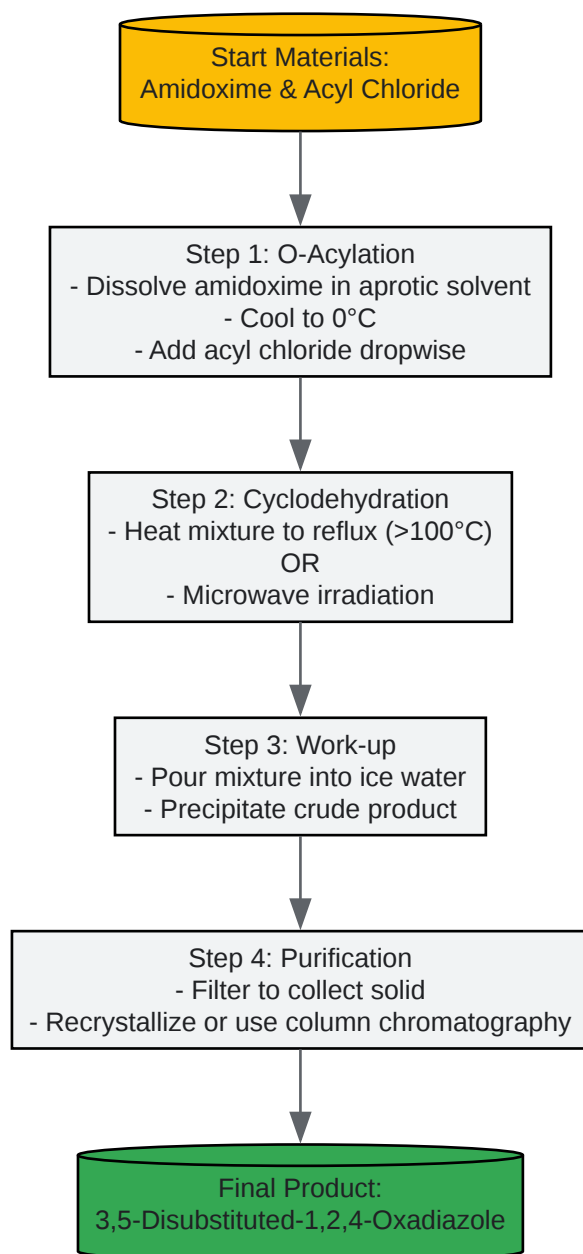 Start Materials:
Amidoxime & Acyl Chloride
Step 1: O-Acylation
- Dissolve amidoxime in aprotic solvent
- Cool to 0°C
- Add acyl chloride dropwise
Step 2: Cyclodehydration
- Heat mixture to reflux (>100°C)
OR
- Microwave irradiation
Step 3: Work-up
- Pour mixture into ice water
- Precipitate crude product
Step 4: Purification
- Filter to collect solid
- Recrystallize or use column chromatography
Final Product:
3,5-Disubstituted-1,2,4-Oxadiazole